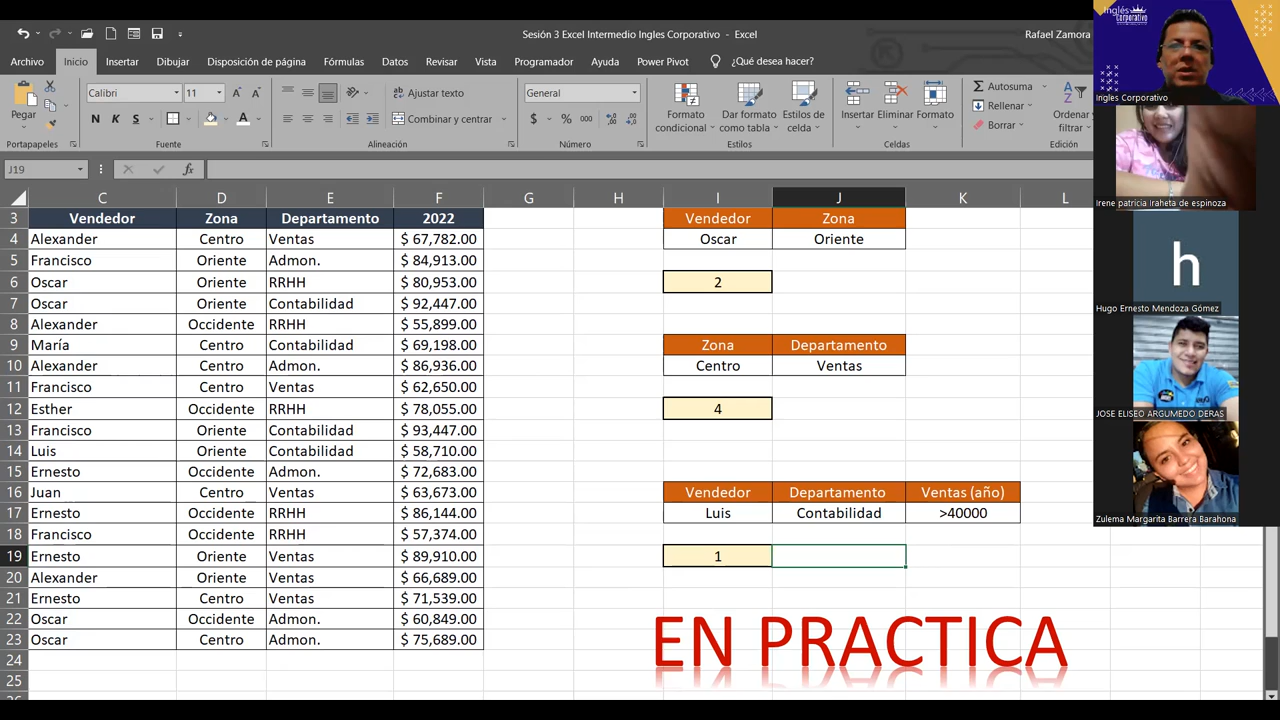 Sesión 3 Excel Intermedio Ingles Corporativo - Excel
Rafael Zamora
Archivo Inicio Insertar Dibujar Disposición de página Fórmulas Datos Revisar Vista Programador Ayuda Power Pivot ¿Qué desea hacer?
Pegar
Calibri 11
Ajustar texto
General
Formato condicional
Dar formato como tabla
Estilos de celda
Insertar Eliminar Formato
Autosuma
Rellenar
Borrar
Ordenar y filtrar
N K S
Combinar y centrar
$ % 000
Portapapeles Fuente Alineación Número Estilos Celdas Edición
J19 fx
C D E F G H I J K L
3 Vendedor Zona Departamento 2022 Vendedor Zona
4 Alexander Centro Ventas $ 67,782.00 Oscar Oriente
5 Francisco Oriente Admon. $ 84,913.00
6 Oscar Oriente RRHH $ 80,953.00 2
7 Oscar Oriente Contabilidad $ 92,447.00
8 Alexander Occidente RRHH $ 55,899.00
9 María Centro Contabilidad $ 69,198.00 Zona Departamento
10 Alexander Centro Admon. $ 86,936.00 Centro Ventas
11 Francisco Centro Ventas $ 62,650.00
12 Esther Occidente RRHH $ 78,055.00 4
13 Francisco Oriente Contabilidad $ 93,447.00
14 Luis Oriente Contabilidad $ 58,710.00
15 Ernesto Occidente Admon. $ 72,683.00
16 Juan Centro Ventas $ 63,673.00 Vendedor Departamento Ventas (año)
17 Ernesto Occidente RRHH $ 86,144.00 Luis Contabilidad >40000
18 Francisco Occidente RRHH $ 57,374.00
19 Ernesto Oriente Ventas $ 89,910.00 1
20 Alexander Oriente Ventas $ 66,689.00
21 Ernesto Centro Ventas $ 71,539.00
22 Oscar Occidente Admon. $ 60,849.00
23 Oscar Centro Admon. $ 75,689.00
24
25
EN PRACTICA
Inglés
Corporativo
Ingles Corporativo
Irene patricia iraheta de espinoza
h
Hugo Ernesto Mendoza Gómez
JOSE ELISEO ARGUMEDO DERAS
Zulema Margarita Barrera Barahona